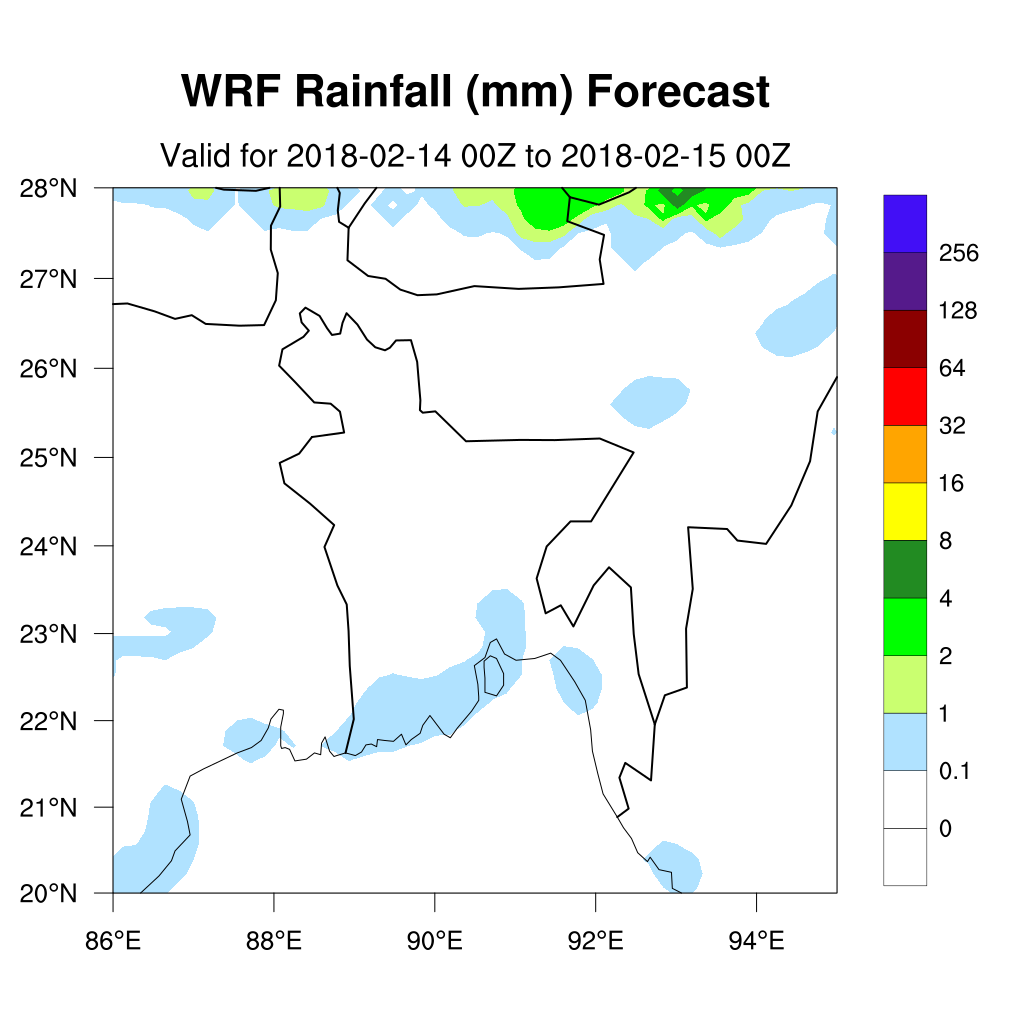 WRF Rainfall (mm) Forecast
Valid for 2018-02-14 00Z to 2018-02-15 00Z
28°N
27°N
26°N
25°N
24°N
23°N
22°N
21°N
20°N
86°E 88°E 90°E 92°E 94°E
256
128
64
32
16
8
4
2
1
0.1
0